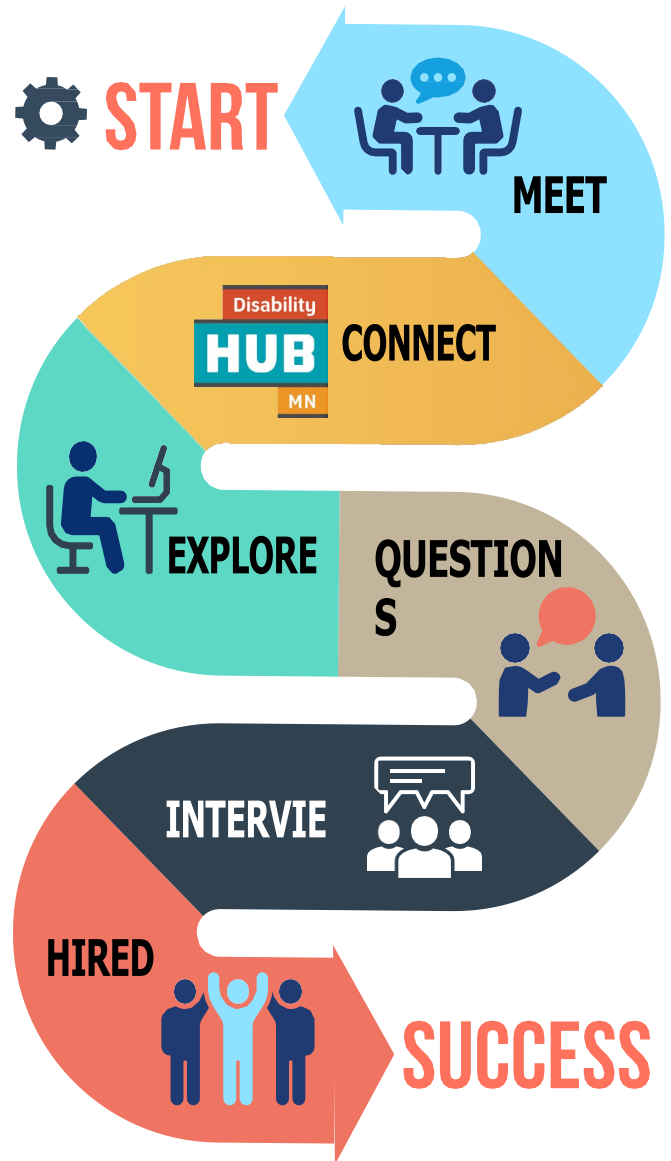 START
MEET
Disability
HUB
MN
CONNECT
EXPLORE
QUESTION
S
INTERVIE
HIRED
SUCCESS